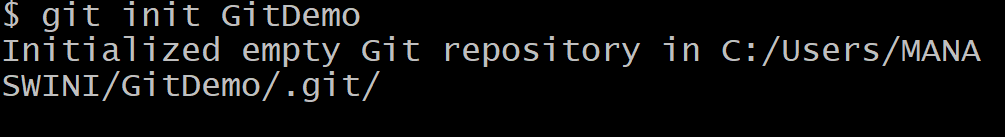 $ git init GitDemo
Initialized empty Git repository in C:/Users/MANA
SWINI/GitDemo/.git/